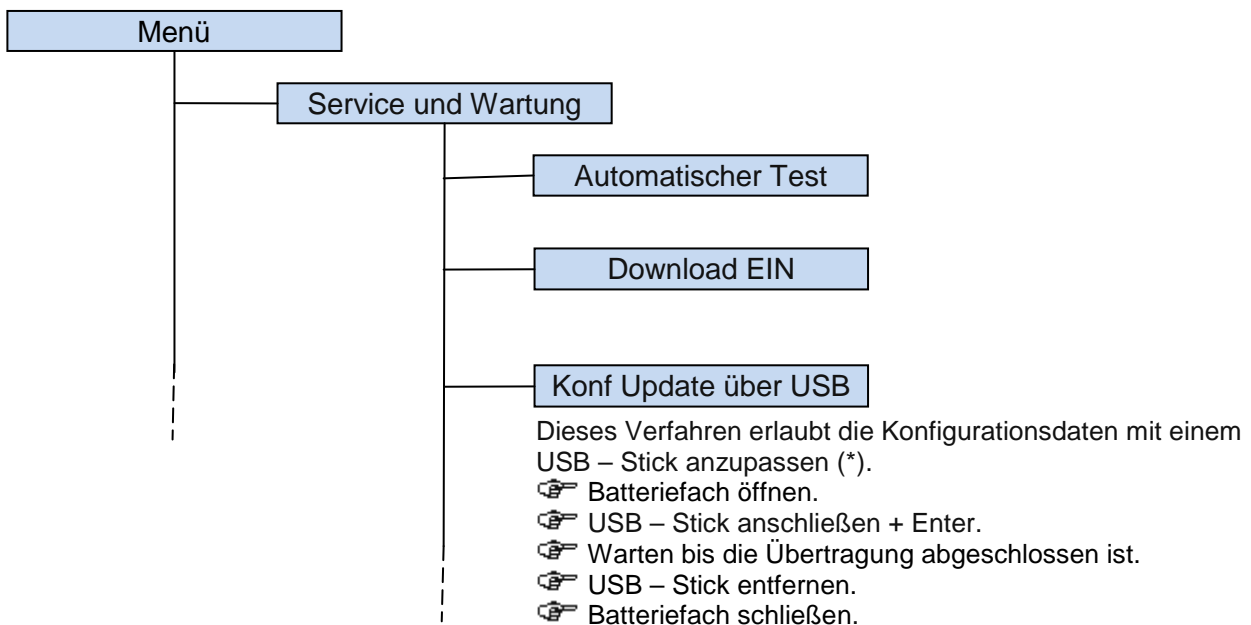 Menü
Service und Wartung
Automatischer Test
Download EIN
Konf Update über USB
Dieses Verfahren erlaubt die Konfigurationsdaten mit einem
USB – Stick anzupassen (*).
☞ Batteriefach öffnen.
☞ USB – Stick anschließen + Enter.
☞ Warten bis die Übertragung abgeschlossen ist.
☞ USB – Stick entfernen.
☞ Batteriefach schließen.